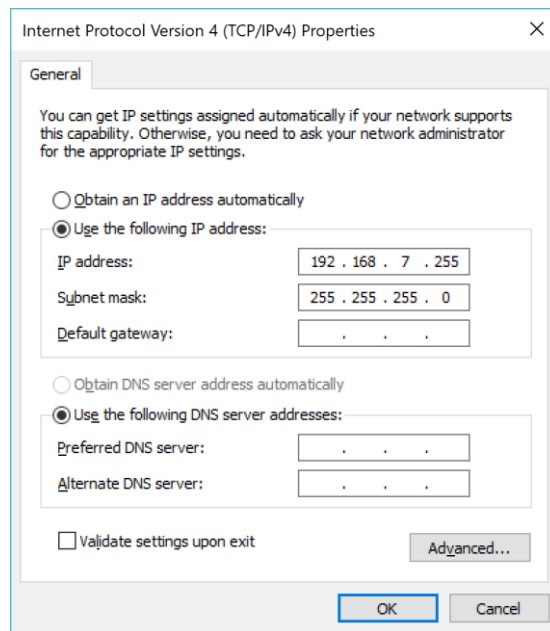 Internet Protocol Version 4 (TCP/IPv4) Properties
General
You can get IP settings assigned automatically if your network supports
this capability. Otherwise, you need to ask your network administrator
for the appropriate IP settings.
Obtain an IP address automatically
Use the following IP address:
IP address: 192 . 168 . 7 . 255
Subnet mask: 255 . 255 . 255 . 0
Default gateway: . . .
Obtain DNS server address automatically
Use the following DNS server addresses:
Preferred DNS server: . . .
Alternate DNS server: . . .
Validate settings upon exit
Advanced...
OK Cancel